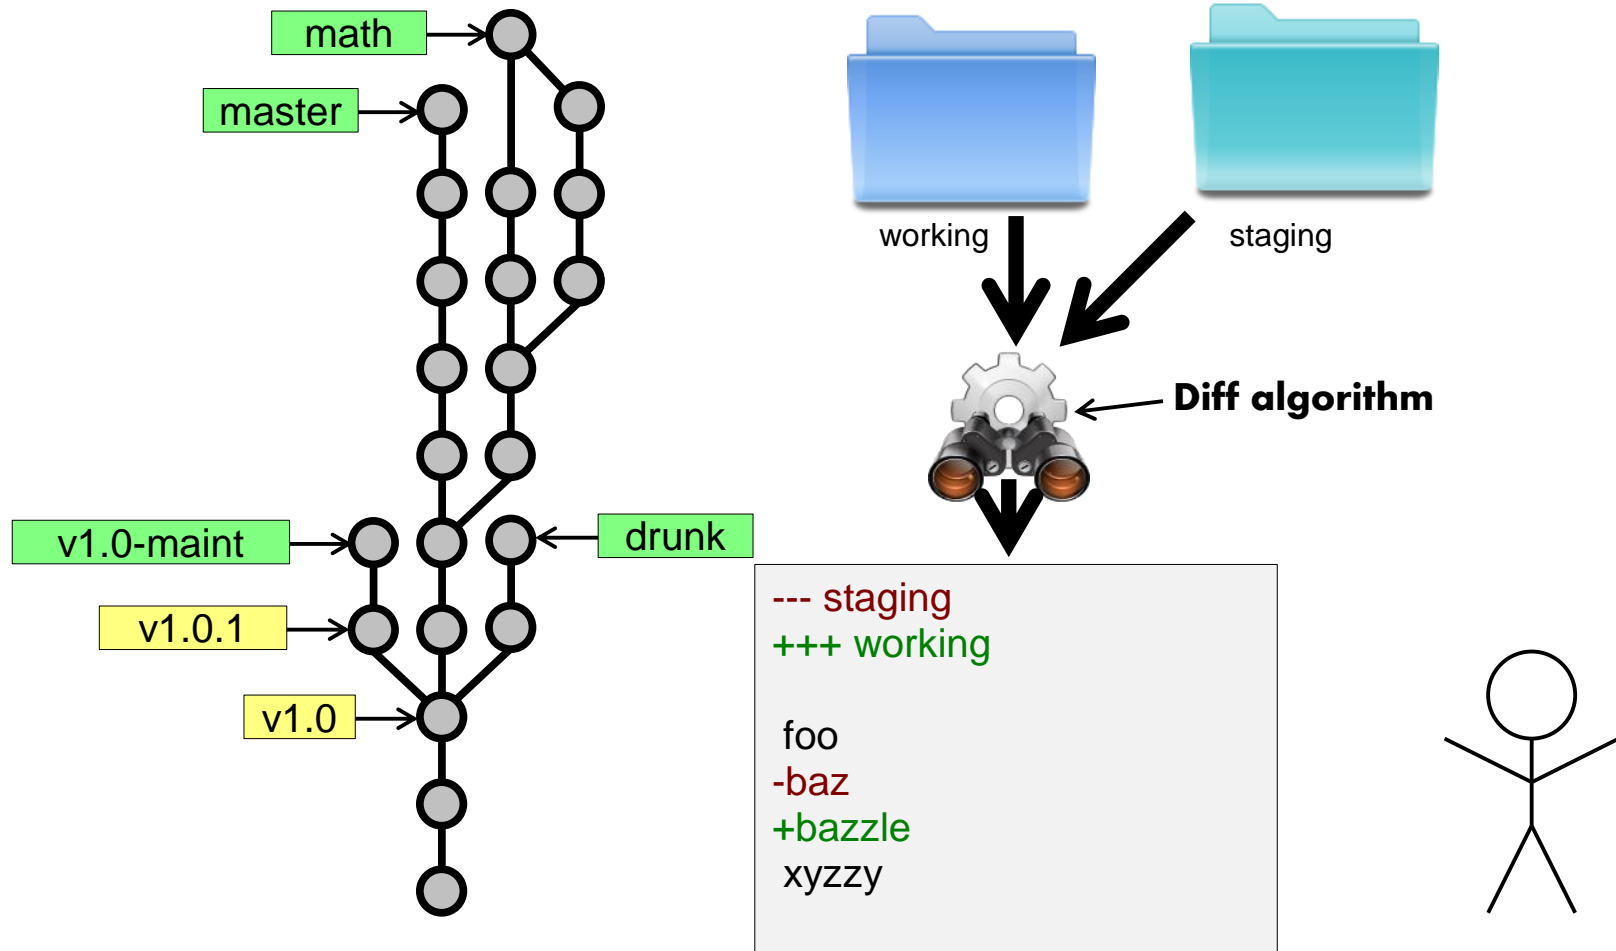 math
master
v1.0-maint
drunk
v1.0.1
v1.0
working
staging
Diff algorithm
--- staging
+++ working
foo
-baz
+bazzle
xyzzy